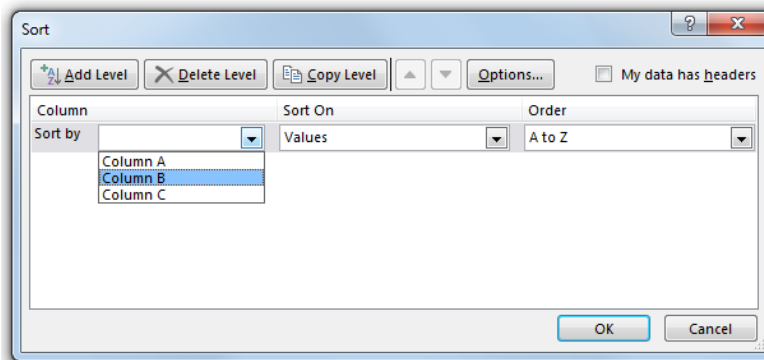 Sort
Add Level Delete Level Copy Level Options... My data has headers
Column Sort On Order
Sort by Values A to Z
Column A
Column B
Column C
OK Cancel